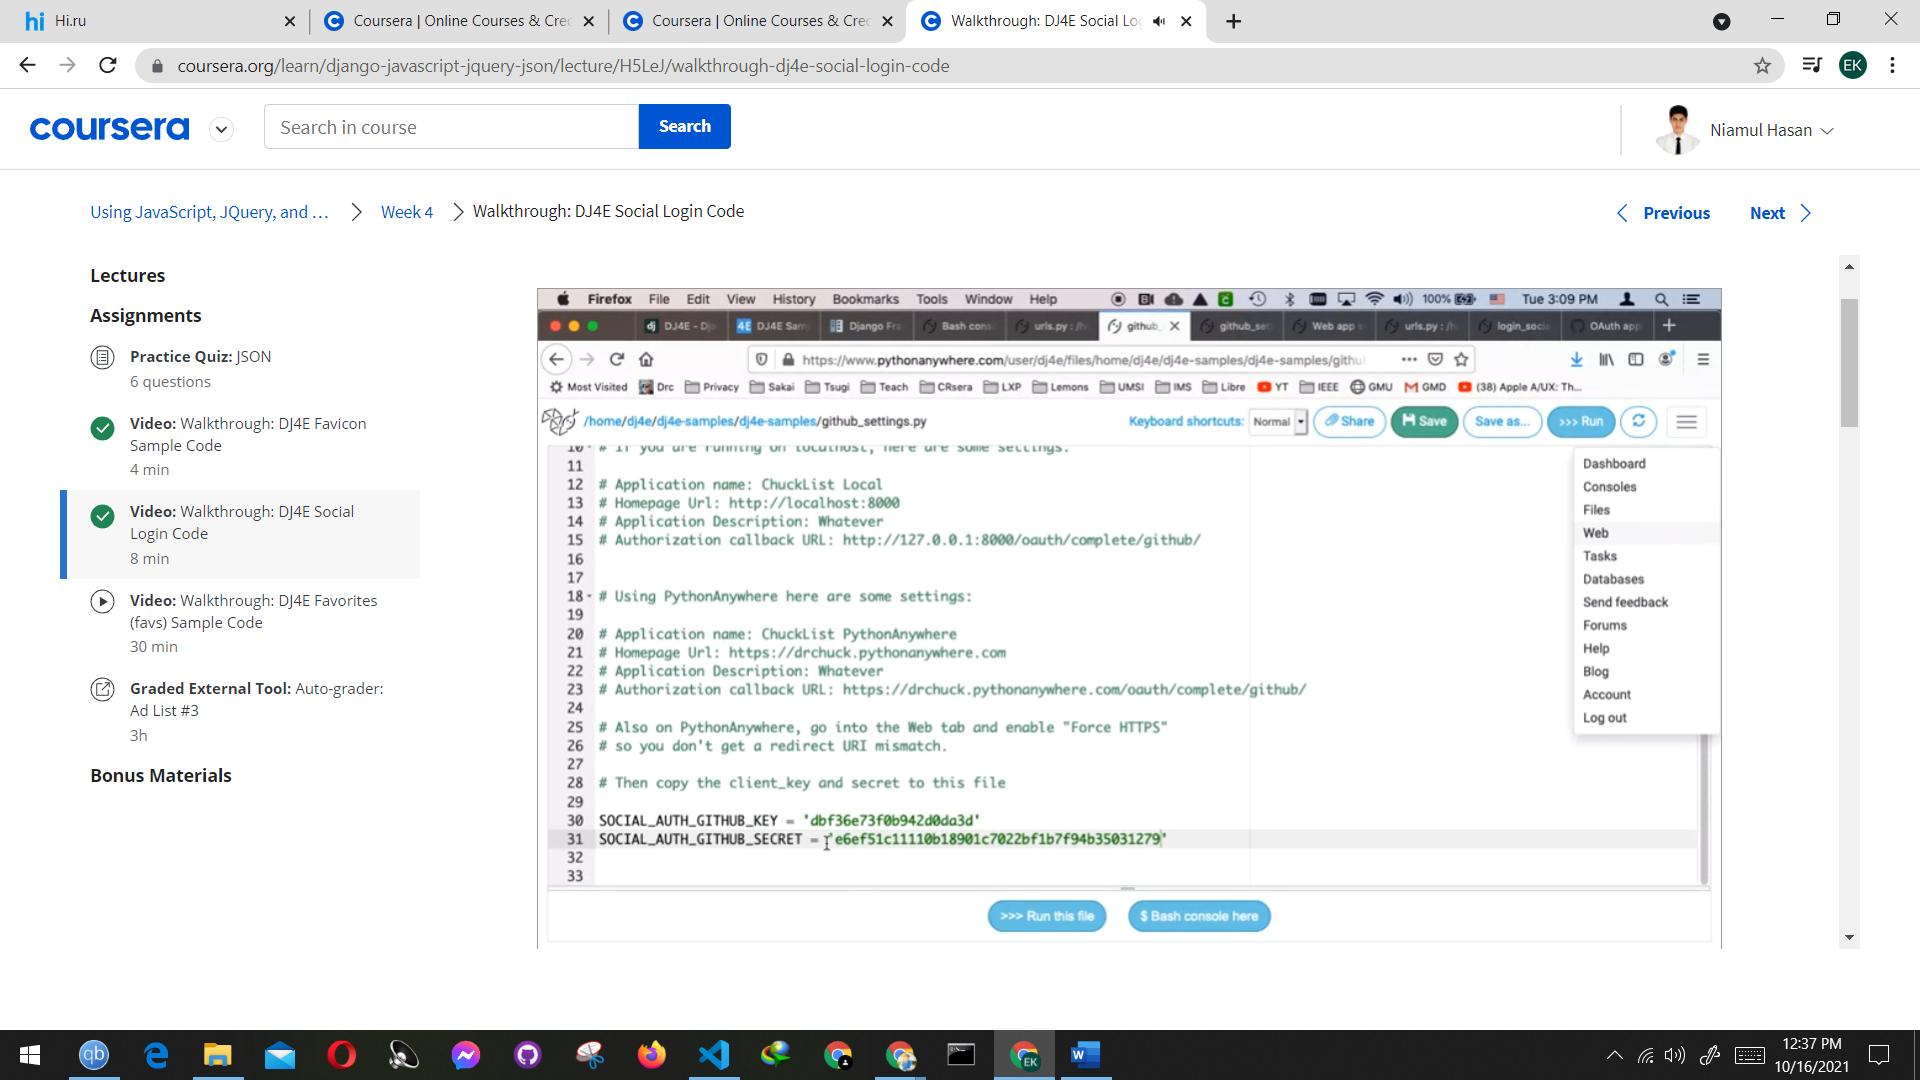 Hi.ru
Coursera | Online Courses & Crec
Coursera | Online Courses & Crec
Walkthrough: DJ4E Social Lo
coursera.org/learn/django-javascript-jquery-json/lecture/H5LeJ/walkthrough-dj4e-social-login-code
EK
coursera
Search in course
Search
Niamul Hasan
Using JavaScript, JQuery, and ...
Week 4
Walkthrough: DJ4E Social Login Code
Previous
Next
Lectures
Assignments
Practice Quiz: JSON
6 questions
Video: Walkthrough: DJ4E Favicon
Sample Code
4 min
Video: Walkthrough: DJ4E Social
Login Code
8 min
Video: Walkthrough: DJ4E Favorites
(favs) Sample Code
30 min
Graded External Tool: Auto-grader:
Ad List #3
3h
Bonus Materials
Firefox File Edit View History Bookmarks Tools Window Help
100%
Tue 3:09 PM
DJ4E - Dj
DJ4E Sam
Django Fra
Bash cons
urls.py : /h
github_
github_set
Web app s
urls.py : /h
login_socia
OAuth app
https://www.pythonanywhere.com/user/dj4e/files/home/dj4e/dj4e-samples/dj4e-samples/githu
Most Visited Drc Privacy Sakai Tsugi Teach CRsera LXP Lemons UMSI IMS Libre YT IEEE GMU GMD (38) Apple A/UX: Th...
/home/dj4e/dj4e-samples/dj4e-samples/github_settings.py
Keyboard shortcuts: Normal
Share
Save
Save as...
>>> Run
10 # If you are running on localhost, here are some settings.
11
12 # Application name: ChuckList Local
13 # Homepage Url: http://localhost:8000
14 # Application Description: Whatever
15 # Authorization callback URL: http://127.0.0.1:8000/oauth/complete/github/
16
17
18 # Using PythonAnywhere here are some settings:
19
20 # Application name: ChuckList PythonAnywhere
21 # Homepage Url: https://drchuck.pythonanywhere.com
22 # Application Description: Whatever
23 # Authorization callback URL: https://drchuck.pythonanywhere.com/oauth/complete/github/
24
25 # Also on PythonAnywhere, go into the Web tab and enable "Force HTTPS"
26 # so you don't get a redirect URI mismatch.
27
28 # Then copy the client_key and secret to this file
29
30 SOCIAL_AUTH_GITHUB_KEY = 'dbf36e73f0b942d0da3d'
31 SOCIAL_AUTH_GITHUB_SECRET = 'e6ef51c11110b18901c7022bf1b7f94b35031279'
32
33
Dashboard
Consoles
Files
Web
Tasks
Databases
Send feedback
Forums
Help
Blog
Account
Log out
>>> Run this file
$ Bash console here
12:37 PM
10/16/2021